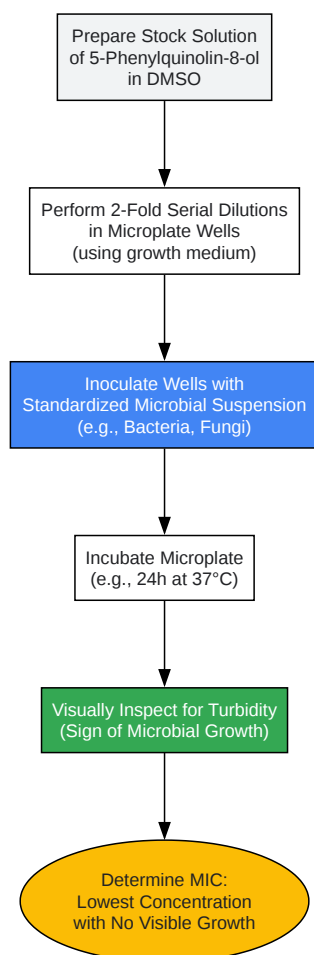 Prepare Stock Solution
of 5-Phenylquinolin-8-ol
in DMSO
Perform 2-Fold Serial Dilutions
in Microplate Wells
(using growth medium)
Inoculate Wells with
Standardized Microbial Suspension
(e.g., Bacteria, Fungi)
Incubate Microplate
(e.g., 24h at 37°C)
Visually Inspect for Turbidity
(Sign of Microbial Growth)
Determine MIC:
Lowest Concentration
with No Visible Growth